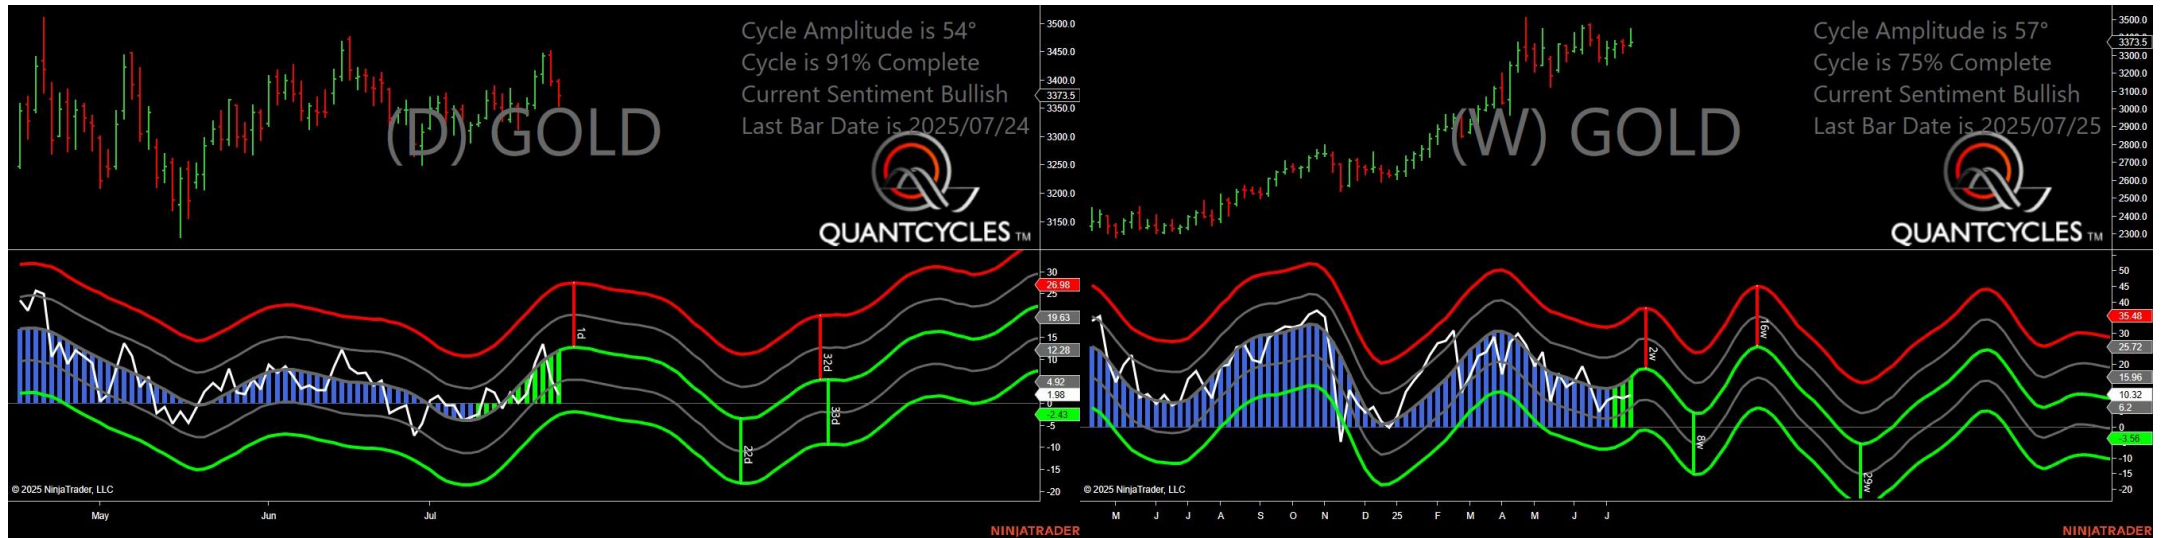 Cycle Amplitude is 54°
Cycle is 91% Complete
Current Sentiment Bullish
Last Bar Date is 2025/07/24
(D) GOLD
QUANTCYCLES TM
3500.0
3450.0
3400.0
3373.5
3350.0
3300.0
3250.0
3200.0
3150.0
30
26.98
25
19.63
15
12.28
10
4.92
1.98
0
-2.43
-5
-10
-15
-20
1d
22d
32d
33d
© 2025 NinjaTrader, LLC
May
Jun
Jul
NINJATRADER
Cycle Amplitude is 57°
Cycle is 75% Complete
Current Sentiment Bullish
Last Bar Date is 2025/07/25
(W) GOLD
QUANTCYCLES TM
3500.0
3373.5
3300.0
3200.0
3100.0
3000.0
2900.0
2800.0
2700.0
2600.0
2500.0
2400.0
2300.0
50
45
40
35.48
30
25.72
20
15.96
10.32
6.2
0
-3.56
-10
-15
-20
2w
8w
16w
29w
© 2025 NinjaTrader, LLC
M
J
J
A
S
O
N
D
25
F
M
A
M
J
J
NINJATRADER